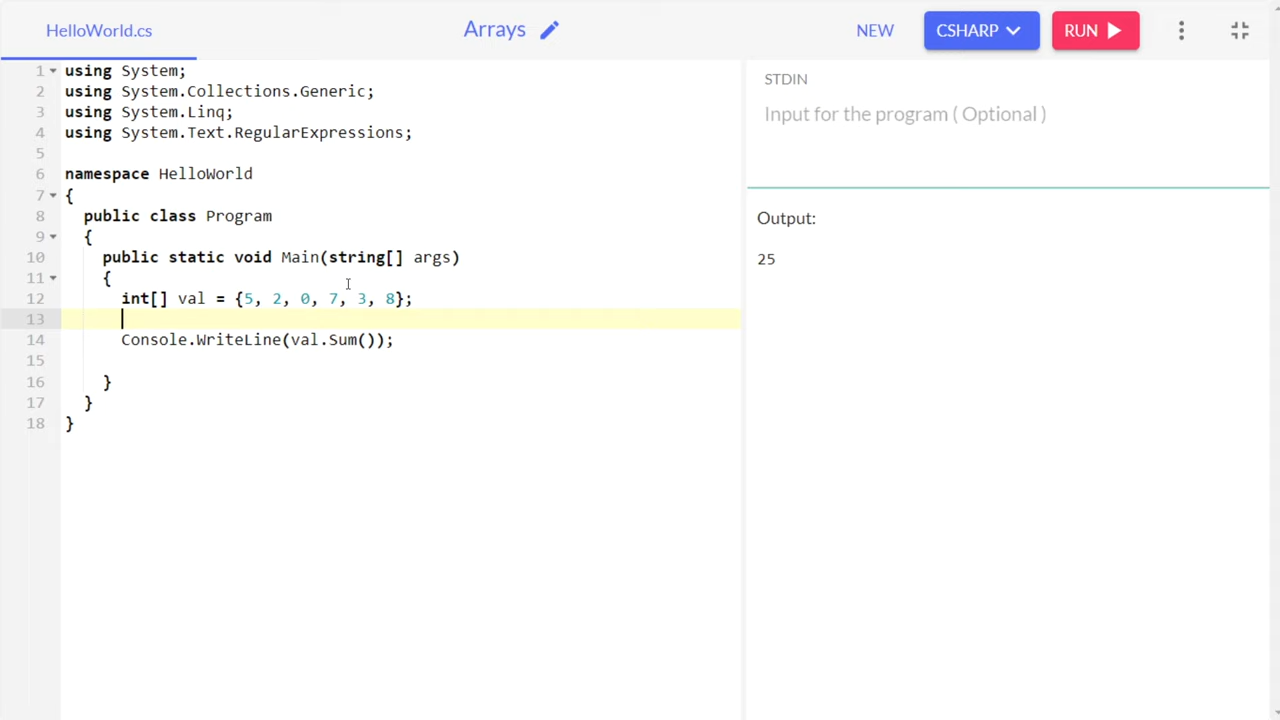 HelloWorld.cs Arrays NEW CSHARP RUN
1 using System;
2 using System.Collections.Generic;
3 using System.Linq;
4 using System.Text.RegularExpressions;
5
6 namespace HelloWorld
7 {
8 public class Program
9 {
10 public static void Main(string[] args)
11 {
12 int[] val = {5, 2, 0, 7, 3, 8};
13
14 Console.WriteLine(val.Sum());
15
16 }
17 }
18 }
STDIN
Input for the program ( Optional )
Output:
25